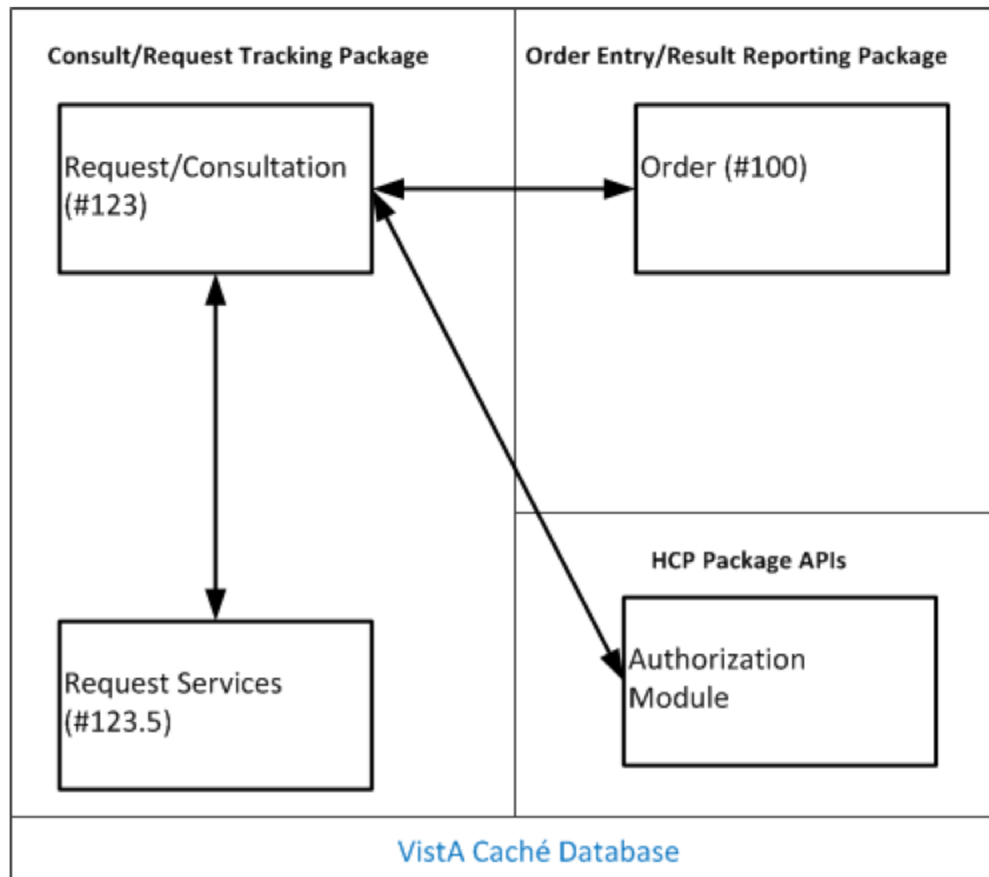 Consult/Request Tracking Package
Request/Consultation
(#123)
Request Services
(#123.5)
Order Entry/Result Reporting Package
Order (#100)
HCP Package APIs
Authorization
Module
VistA Caché Database